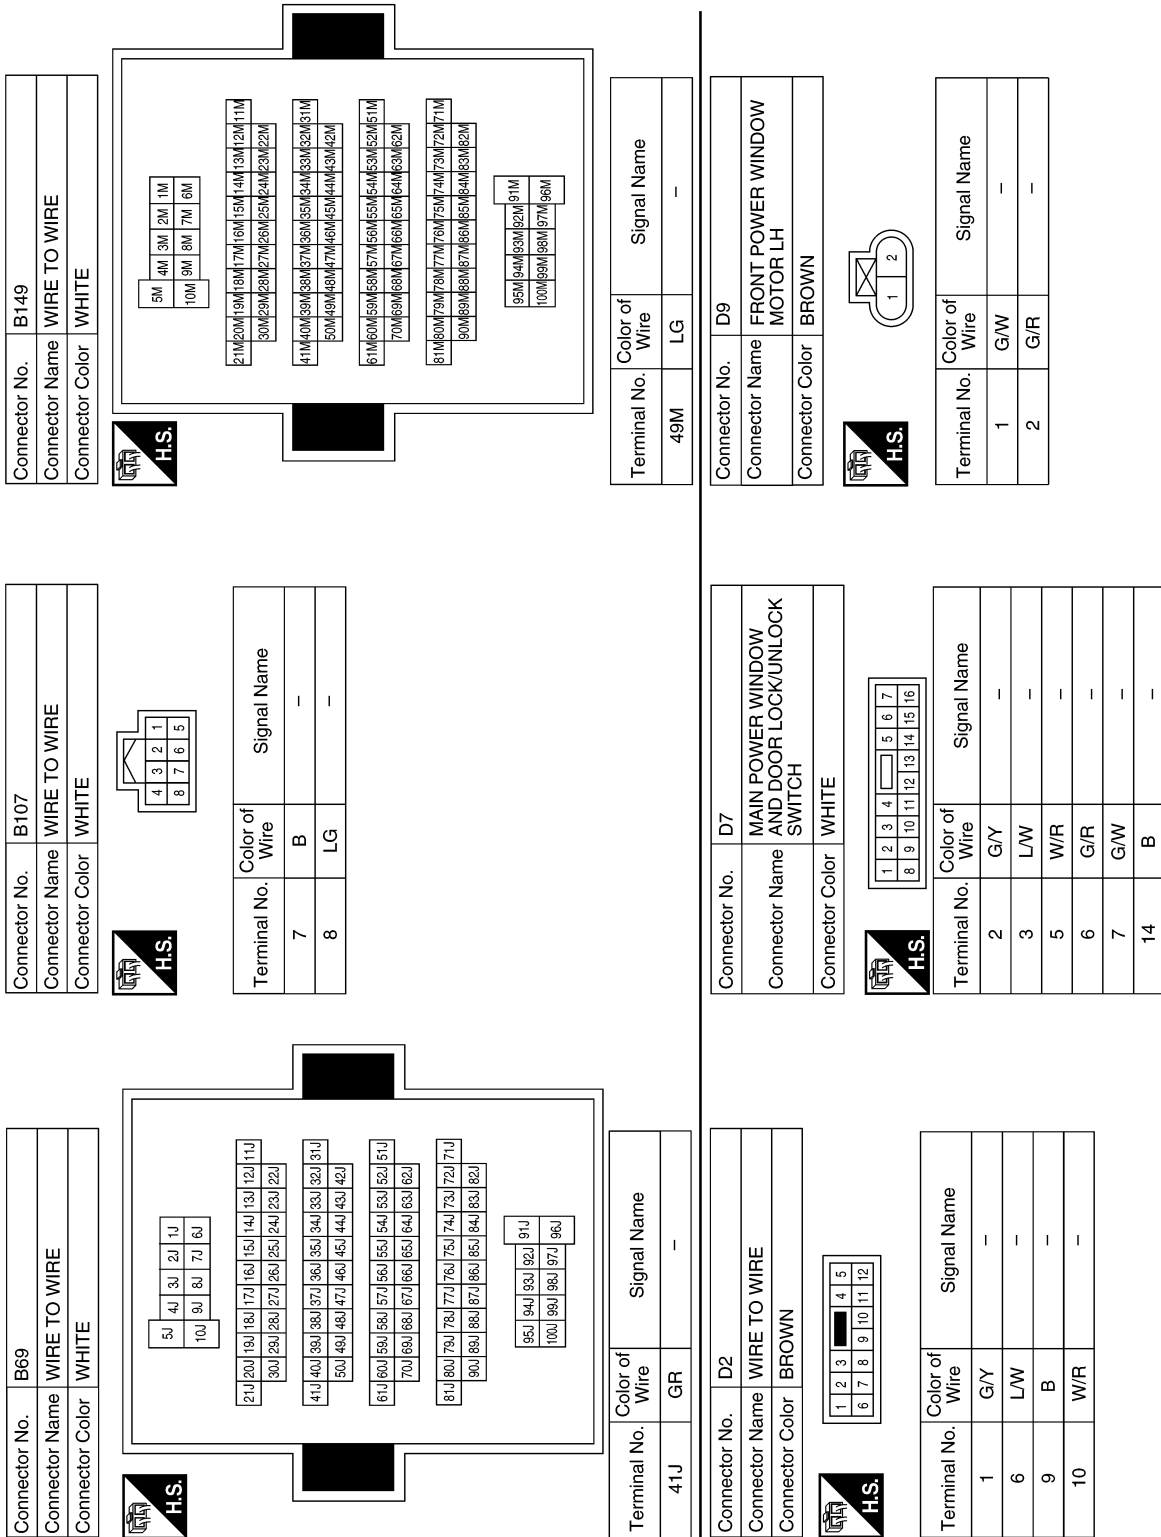 Connector No. B69
Connector Name WIRE TO WIRE
Connector Color WHITE
H.S.
5J 4J 3J 2J 1J
10J 9J 8J 7J 6J
21J 20J 19J 18J 17J 16J 15J 14J 13J 12J 11J
30J 29J 28J 27J 26J 25J 24J 23J 22J
41J 40J 39J 38J 37J 36J 35J 34J 33J 32J 31J
50J 49J 48J 47J 46J 45J 44J 43J 42J
61J 60J 59J 58J 57J 56J 55J 54J 53J 52J 51J
70J 69J 68J 67J 66J 65J 64J 63J 62J
81J 80J 79J 78J 77J 76J 75J 74J 73J 72J 71J
90J 89J 88J 87J 86J 85J 84J 83J 82J
95J 94J 93J 92J 91J
100J 99J 98J 97J 96J
Terminal No. Color of Wire Signal Name
41J GR –
Connector No. B107
Connector Name WIRE TO WIRE
Connector Color WHITE
H.S.
4 3 2 1
8 7 6 5
Terminal No. Color of Wire Signal Name
7 B –
8 LG –
Connector No. B149
Connector Name WIRE TO WIRE
Connector Color WHITE
H.S.
5M 4M 3M 2M 1M
10M 9M 8M 7M 6M
21M 20M 19M 18M 17M 16M 15M 14M 13M 12M 11M
30M 29M 28M 27M 26M 25M 24M 23M 22M
41M 40M 39M 38M 37M 36M 35M 34M 33M 32M 31M
50M 49M 48M 47M 46M 45M 44M 43M 42M
61M 60M 59M 58M 57M 56M 55M 54M 53M 52M 51M
70M 69M 68M 67M 66M 65M 64M 63M 62M
81M 80M 79M 78M 77M 76M 75M 74M 73M 72M 71M
90M 89M 88M 87M 86M 85M 84M 83M 82M
95M 94M 93M 92M 91M
100M 99M 98M 97M 96M
Terminal No. Color of Wire Signal Name
49M LG –
Connector No. D2
Connector Name WIRE TO WIRE
Connector Color BROWN
H.S.
1 2 3 4 5
6 7 8 9 10 11 12
Terminal No. Color of Wire Signal Name
1 G/Y –
6 L/W –
9 B –
10 W/R –
Connector No. D7
Connector Name MAIN POWER WINDOW
AND DOOR LOCK/UNLOCK
SWITCH
Connector Color WHITE
H.S.
1 2 3 4 5 6 7
8 9 10 11 12 13 14 15 16
Terminal No. Color of Wire Signal Name
2 G/Y –
3 L/W –
5 W/R –
6 G/R –
7 G/W –
14 B –
Connector No. D9
Connector Name FRONT POWER WINDOW
MOTOR LH
Connector Color BROWN
H.S.
1 2
Terminal No. Color of Wire Signal Name
1 G/W –
2 G/R –